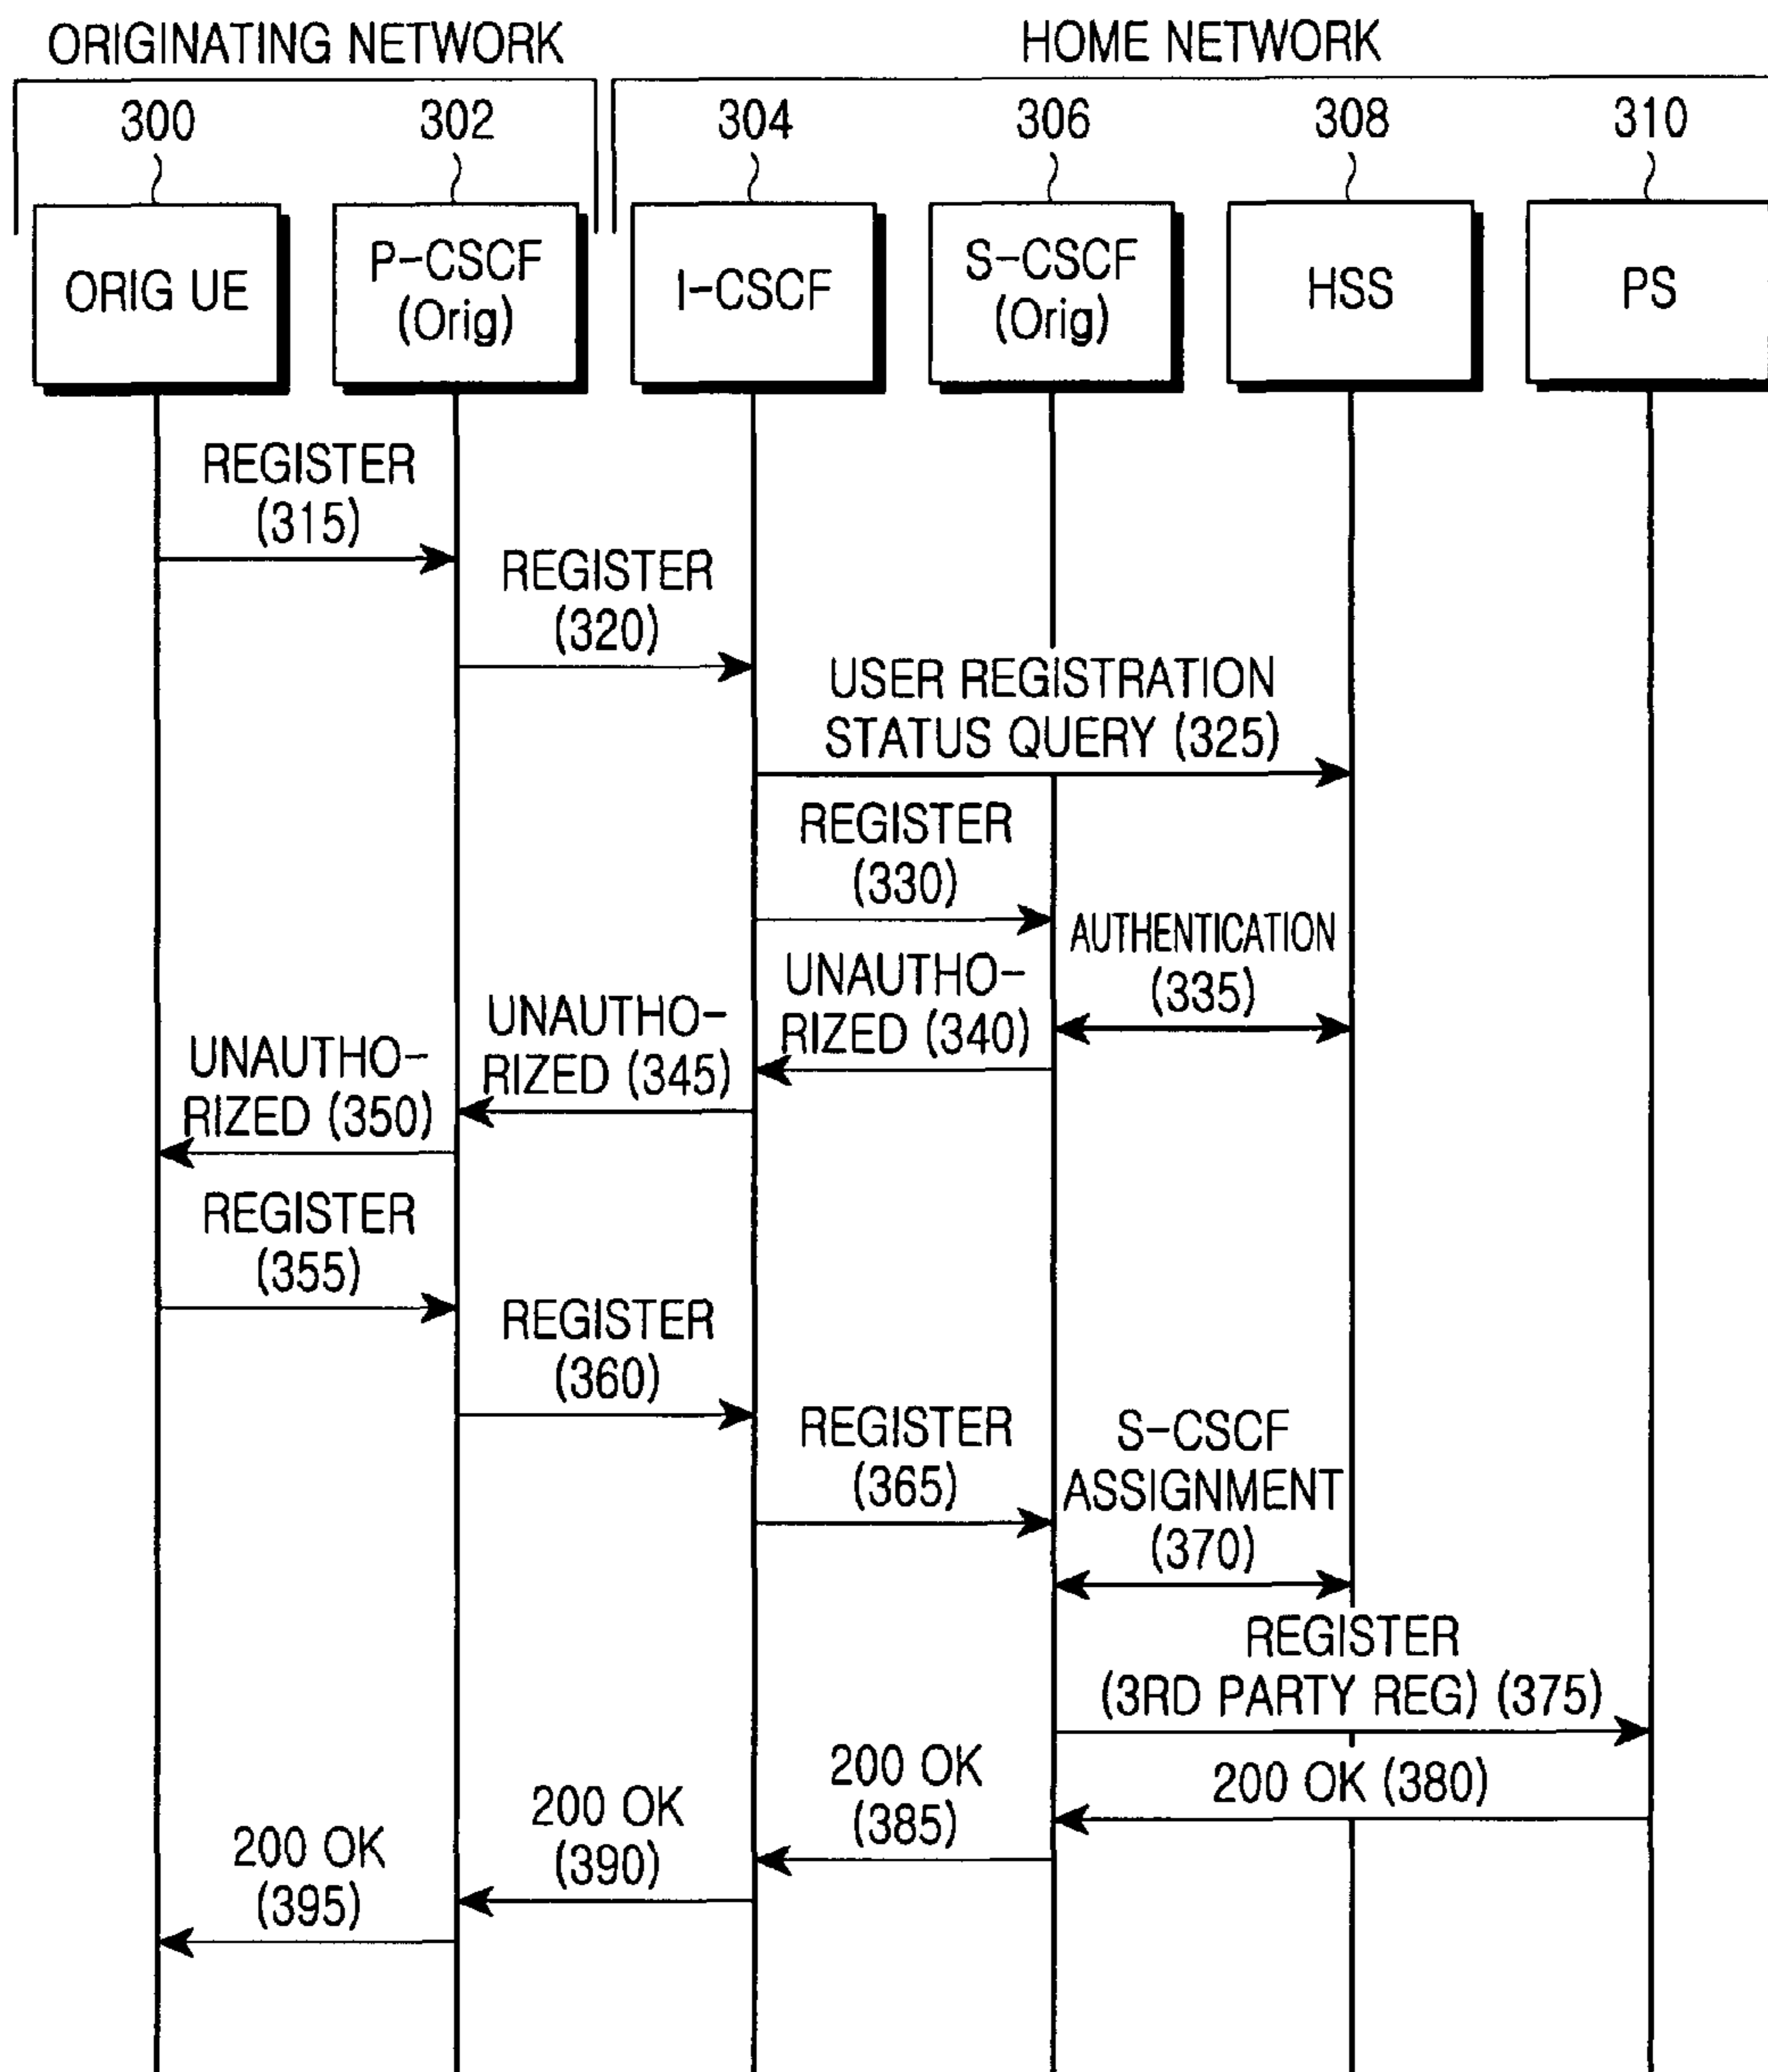 ORIGINATING NETWORK
HOME NETWORK
300
302
304
306
308
310
ORIG UE
P-CSCF
(Orig)
I-CSCF
S-CSCF
(Orig)
HSS
PS
REGISTER
(315)
REGISTER
(320)
USER REGISTRATION
STATUS QUERY (325)
REGISTER
(330)
AUTHENTICATION
(335)
UNAUTHO-
RIZED (340)
UNAUTHO-
RIZED (345)
UNAUTHO-
RIZED (350)
REGISTER
(355)
REGISTER
(360)
REGISTER
(365)
S-CSCF
ASSIGNMENT
(370)
REGISTER
(3RD PARTY REG) (375)
200 OK (380)
200 OK
(385)
200 OK
(390)
200 OK
(395)